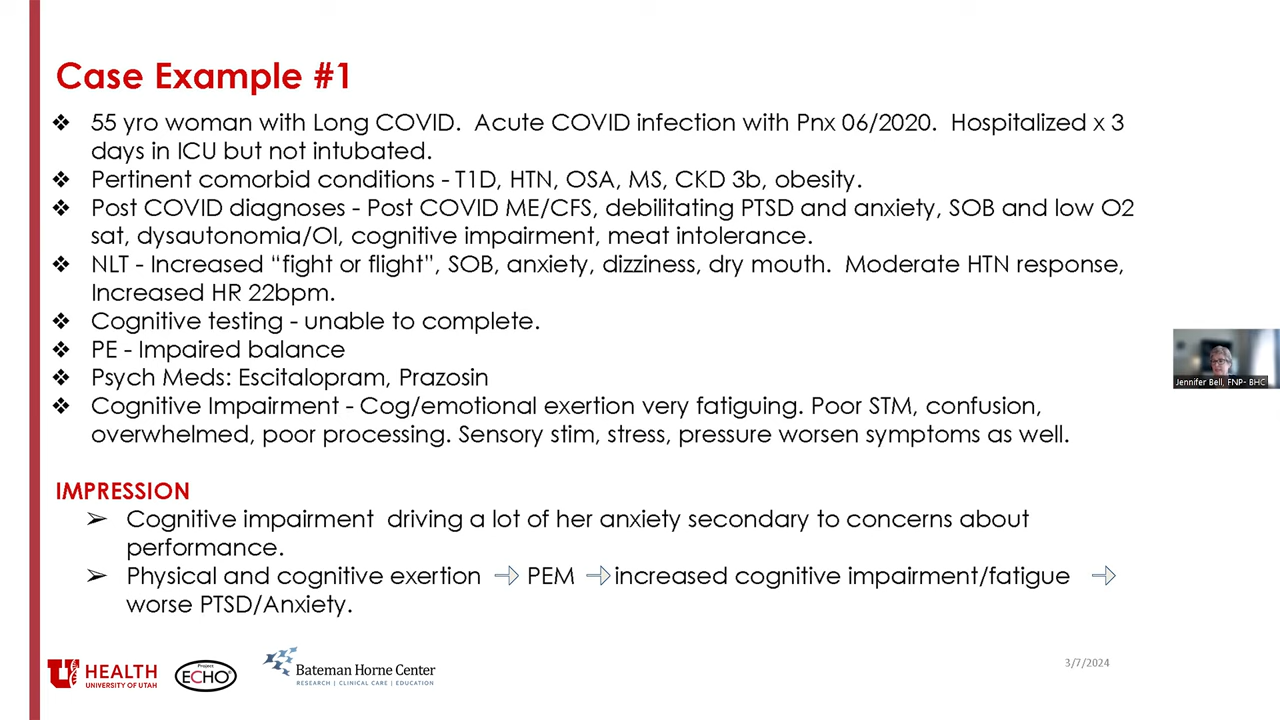 Case Example #1
❖ 55 yro woman with Long COVID. Acute COVID infection with Pnx 06/2020. Hospitalized x 3
days in ICU but not intubated.
❖ Pertinent comorbid conditions - T1D, HTN, OSA, MS, CKD 3b, obesity.
❖ Post COVID diagnoses - Post COVID ME/CFS, debilitating PTSD and anxiety, SOB and low O2
sat, dysautonomia/OI, cognitive impairment, meat intolerance.
❖ NLT - Increased “fight or flight”, SOB, anxiety, dizziness, dry mouth. Moderate HTN response,
Increased HR 22bpm.
❖ Cognitive testing - unable to complete.
❖ PE - Impaired balance
❖ Psych Meds: Escitalopram, Prazosin
❖ Cognitive Impairment - Cog/emotional exertion very fatiguing. Poor STM, confusion,
overwhelmed, poor processing. Sensory stim, stress, pressure worsen symptoms as well.
IMPRESSION
➢ Cognitive impairment driving a lot of her anxiety secondary to concerns about
performance.
➢ Physical and cognitive exertion → PEM → increased cognitive impairment/fatigue →
worse PTSD/Anxiety.
Jennifer Bell, FNP- BHC
U HEALTH
UNIVERSITY OF UTAH
Project
ECHO®
Bateman Horne Center
RESEARCH | CLINICAL CARE | EDUCATION
3/7/2024